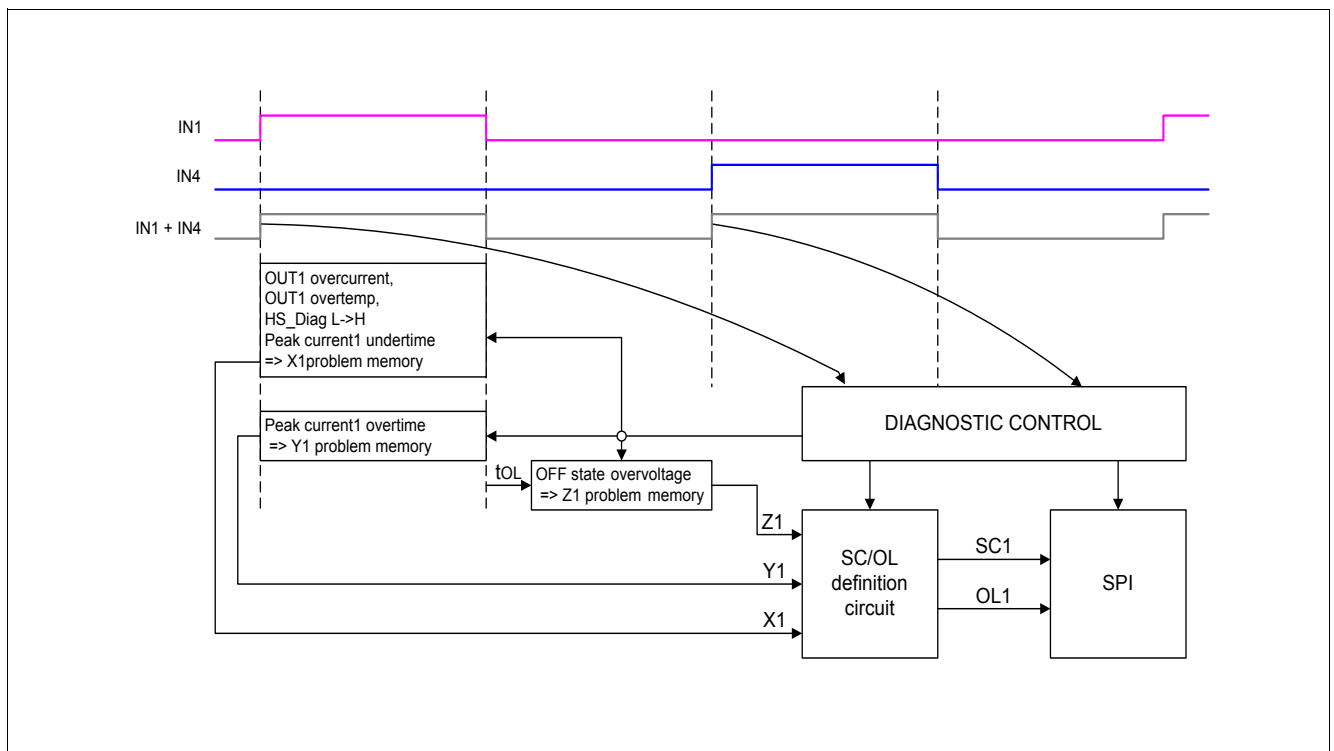 IN1
IN4
IN1 + IN4
OUT1 overcurrent,
OUT1 overtemp,
HS_Diag L->H
Peak current1 undertime
=> X1problem memory
DIAGNOSTIC CONTROL
Peak current1 overtime
=> Y1 problem memory
tOL
OFF state overvoltage
=> Z1 problem memory
Z1
Y1
X1
SC/OL
definition
circuit
SC1
OL1
SPI